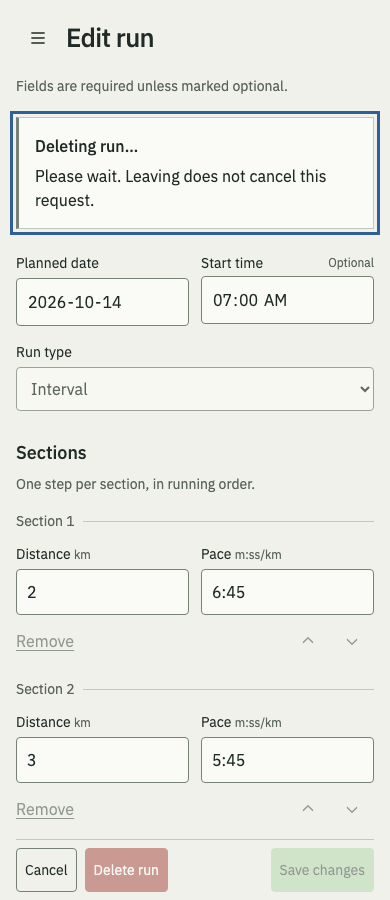 Edit run
Fields are required unless marked optional.
Deleting run...
Please wait. Leaving does not cancel this
request.
Planned date
Start time Optional
2026-10-14
07:00 AM
Run type
Interval
Sections
One step per section, in running order.
Section 1
Distance km
Pace m:ss/km
2
6:45
Remove
Section 2
Distance km
Pace m:ss/km
3
5:45
Remove
Cancel
Delete run
Save changes